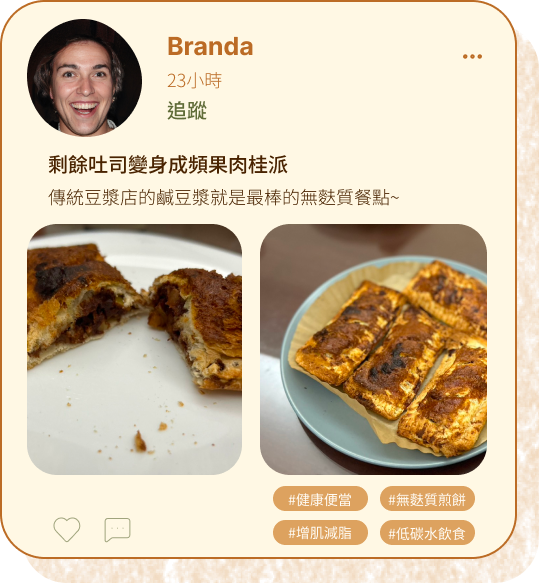 Branda
23小時
追蹤
剩餘吐司變身成頻果肉桂派
傳統豆漿店的鹹豆漿就是最棒的無麩質餐點~
#健康便當
#無麩質煎餅
#增肌減脂
#低碳水飲食